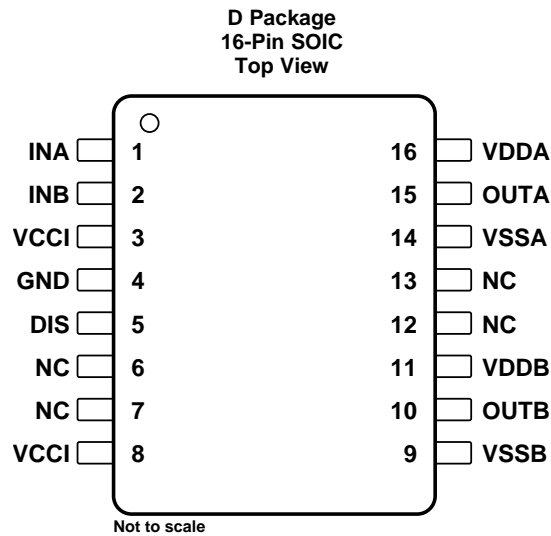 D Package
16-Pin SOIC
Top View
INA 1 16 VDDA
INB 2 15 OUTA
VCCI 3 14 VSSA
GND 4 13 NC
DIS 5 12 NC
NC 6 11 VDDB
NC 7 10 OUTB
VCCI 8 9 VSSB
Not to scale